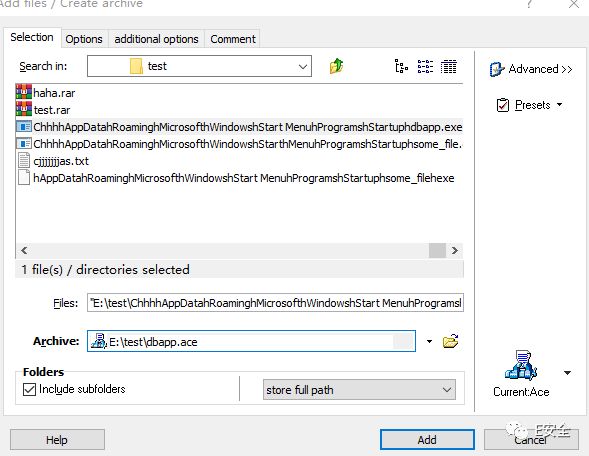 Add files / Create archive
Selection Options additional options Comment
Search in: test
Advanced >>
haha.rar
test.rar
Presets
ChhhhAppDatahRoaminghMicrosofthWindowshStart MenuhProgramshStartuphdbapp.exe
ChhhhAppDatahRoaminghMicrosofthWindowsStarthMenuhProgramshStartuphsome_file.
cjjjjjjjas.txt
hAppDatahRoaminghMicrosofthWindowshStart MenuhProgramshStartuphsome_filehexe
1 file(s) / directories selected
Files: "E:\test\ChhhhAppDatahRoaminghMicrosofthWindowshStart MenuhProgramsl
Archive: E:\test\dbapp.ace
Folders
Include subfolders
store full path
Current:Ace
Help
Add
Cancel
E安全